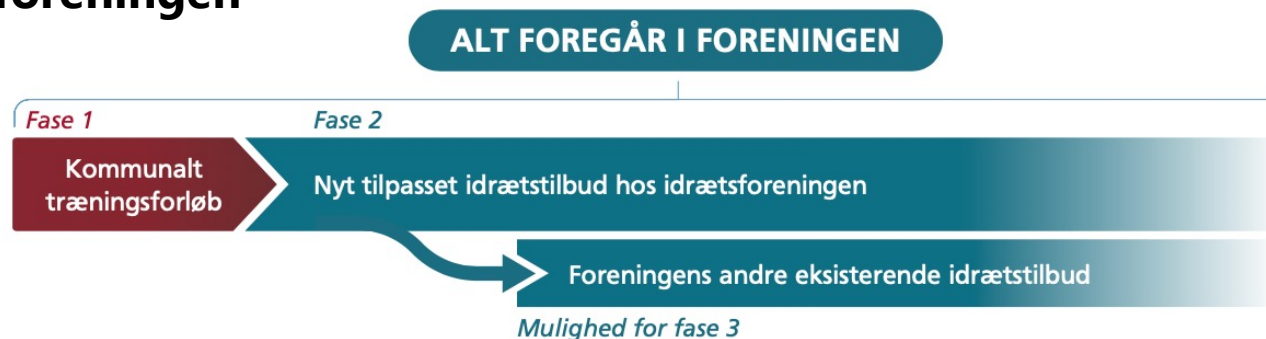 foreningen
ALT FOREGÅR I FORENINGEN
Fase 1
Fase 2
Kommunalt
træningsforløb
Nyt tilpasset idrætstilbud hos idrætsforeningen
Foreningens andre eksisterende idrætstilbud
Mulighed for fase 3